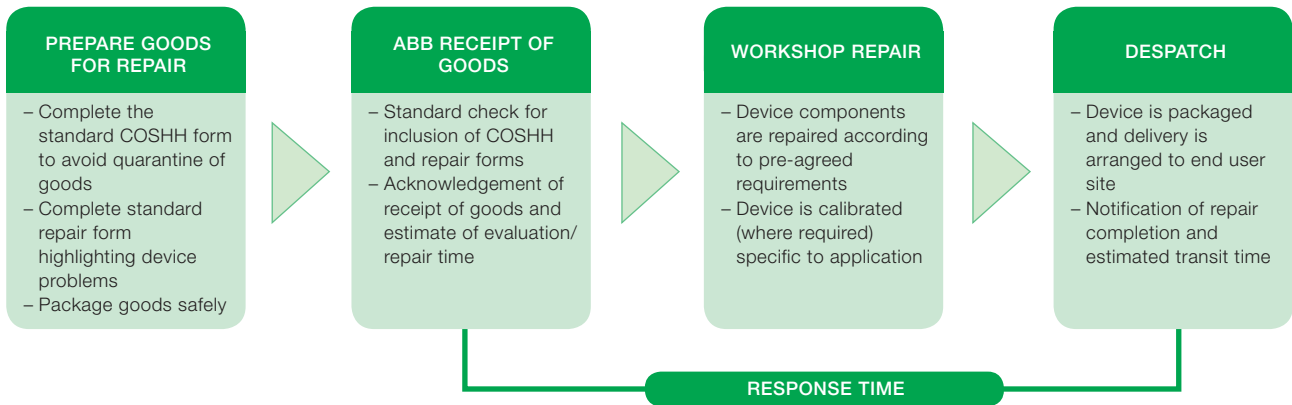 PREPARE GOODS
FOR REPAIR
– Complete the
standard COSHH form
to avoid quarantine of
goods
– Complete standard
repair form
highlighting device
problems
– Package goods safely
ABB RECEIPT OF
GOODS
– Standard check for
inclusion of COSHH
and repair forms
– Acknowledgement of
receipt of goods and
estimate of evaluation/
repair time
WORKSHOP REPAIR
– Device components
are repaired according
to pre-agreed
requirements
– Device is calibrated
(where required)
specific to application
DESPATCH
– Device is packaged
and delivery is
arranged to end user
site
– Notification of repair
completion and
estimated transit time
RESPONSE TIME